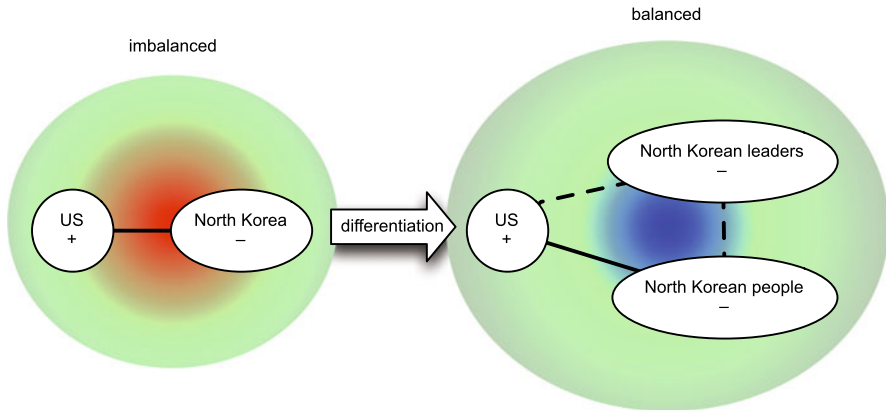 imbalanced
US
+
North Korea
–
differentiation
balanced
US
+
North Korean leaders
–
North Korean people
–